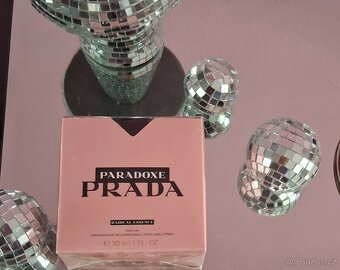 PARADOXE
PRADA
RADICAL ESSENCE
PARFUM
℮ 30 ml 1 FL. OZ.